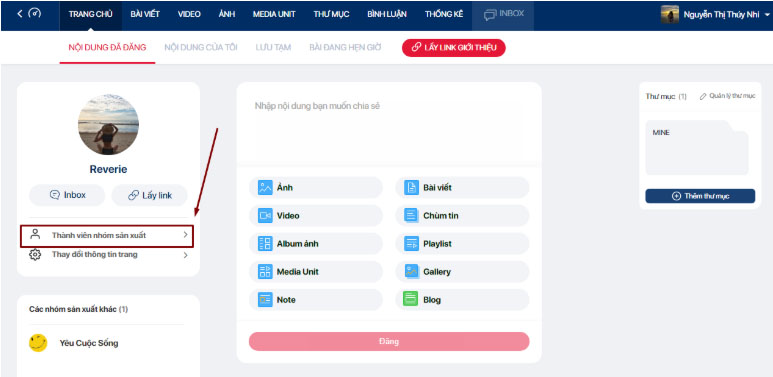 TRANG CHỦ BÀI VIẾT VIDEO ẢNH MEDIA UNIT THƯ MỤC BÌNH LUẬN THỐNG KÊ INBOX Nguyễn Thị Thúy Nhi
NỘI DUNG ĐÃ ĐĂNG NỘI DUNG CỦA TÔI LƯU TẠM BÀI ĐANG HẸN GIỜ LẤY LINK GIỚI THIỆU
Reverie
Inbox Lấy link
Thành viên nhóm sản xuất
Thay đổi thông tin trang
Các nhóm sản xuất khác (1)
Yêu Cuộc Sống
Nhập nội dung bạn muốn chia sẻ
Ảnh Bài viết
Video Chùm tin
Album ảnh Playlist
Media Unit Gallery
Note Blog
Đăng
Thư mục (1) Quản lý thư mục
MINE
Thêm thư mục